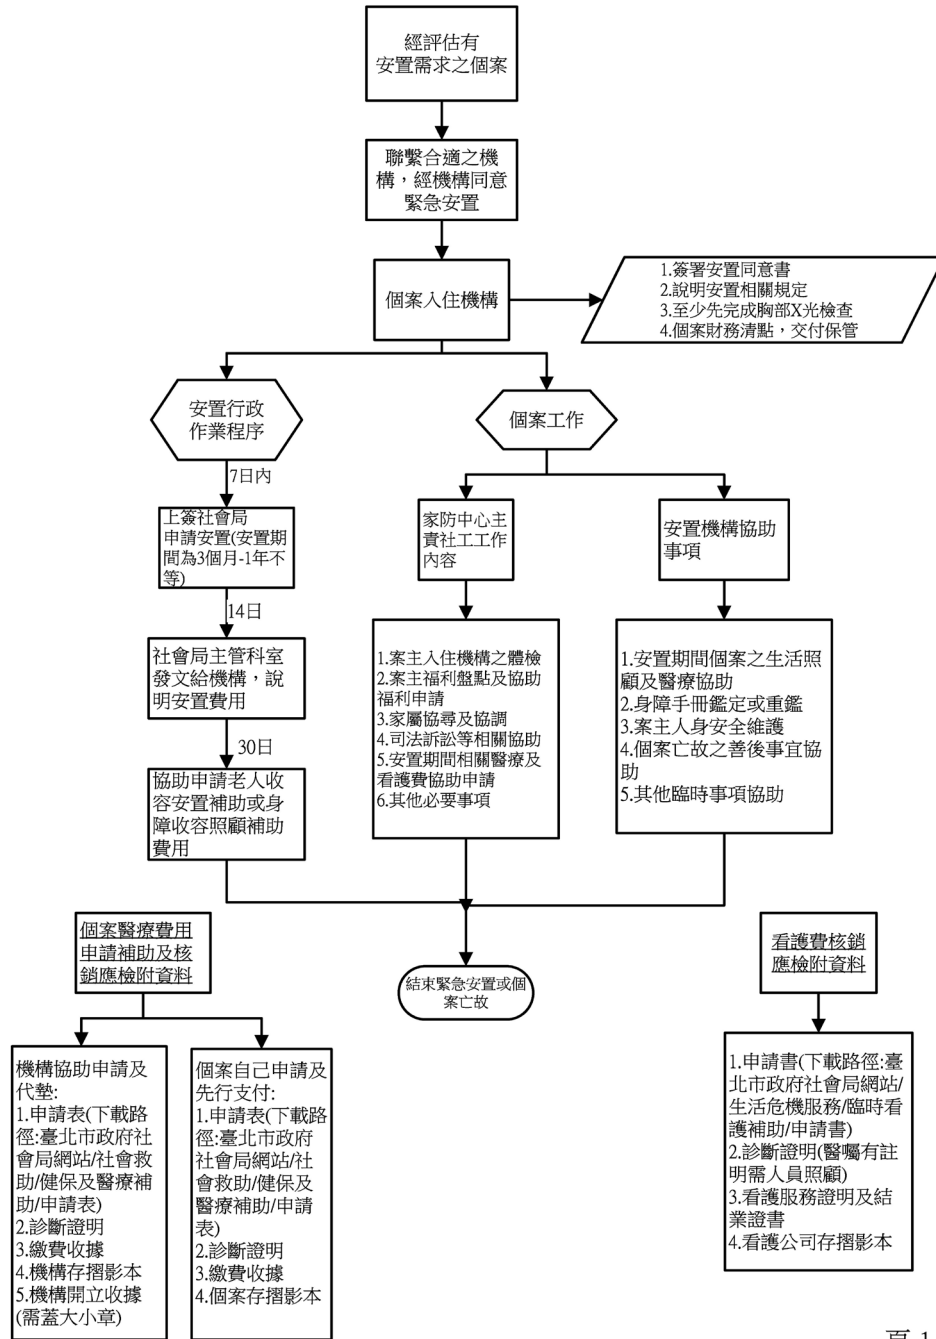 經評估有
安置需求之個案
聯繫合適之機
構，經機構同意
緊急安置
個案入住機構
1.簽署安置同意書
2.說明安置相關規定
3.至少先完成胸部X光檢查
4.個案財務清點，交付保管
安置行政
作業程序
個案工作
7日內
上簽社會局
申請安置(安置期
間為3個月-1年不
等)
家防中心主
責社工工作
內容
安置機構協助
事項
14日
社會局主管科室
發文給機構，說
明安置費用
1.案主入住機構之體檢
2.案主福利盤點及協助
福利申請
3.家屬協尋及協調
4.司法訴訟等相關協助
5.安置期間相關醫療及
看護費協助申請
6.其他必要事項
1.安置期間個案之生活照
顧及醫療協助
2.身障手冊鑑定或重鑑
3.案主人身安全維護
4.個案亡故之善後事宜協
助
5.其他臨時事項協助
30日
協助申請老人收
容安置補助或身
障收容照顧補助
費用
個案醫療費用
申請補助及核
銷應檢附資料
結束緊急安置或個
案亡故
看護費核銷
應檢附資料
機構協助申請及
代墊:
1.申請表(下載路
徑:臺北市政府社
會局網站/社會救
助/健保及醫療補
助/申請表)
2.診斷證明
3.繳費收據
4.機構存摺影本
5.機構開立收據
(需蓋大小章)
個案自己申請及
先行支付:
1.申請表(下載路
徑:臺北市政府
社會局網站/社
會救助/健保及
醫療補助/申請
表)
2.診斷證明
3.繳費收據
4.個案存摺影本
1.申請書(下載路徑:臺
北市政府社會局網站/
生活危機服務/臨時看
護補助/申請書)
2.診斷證明(醫囑有註
明需人員照顧)
3.看護服務證明及結
業證書
4.看護公司存摺影本
頁 1